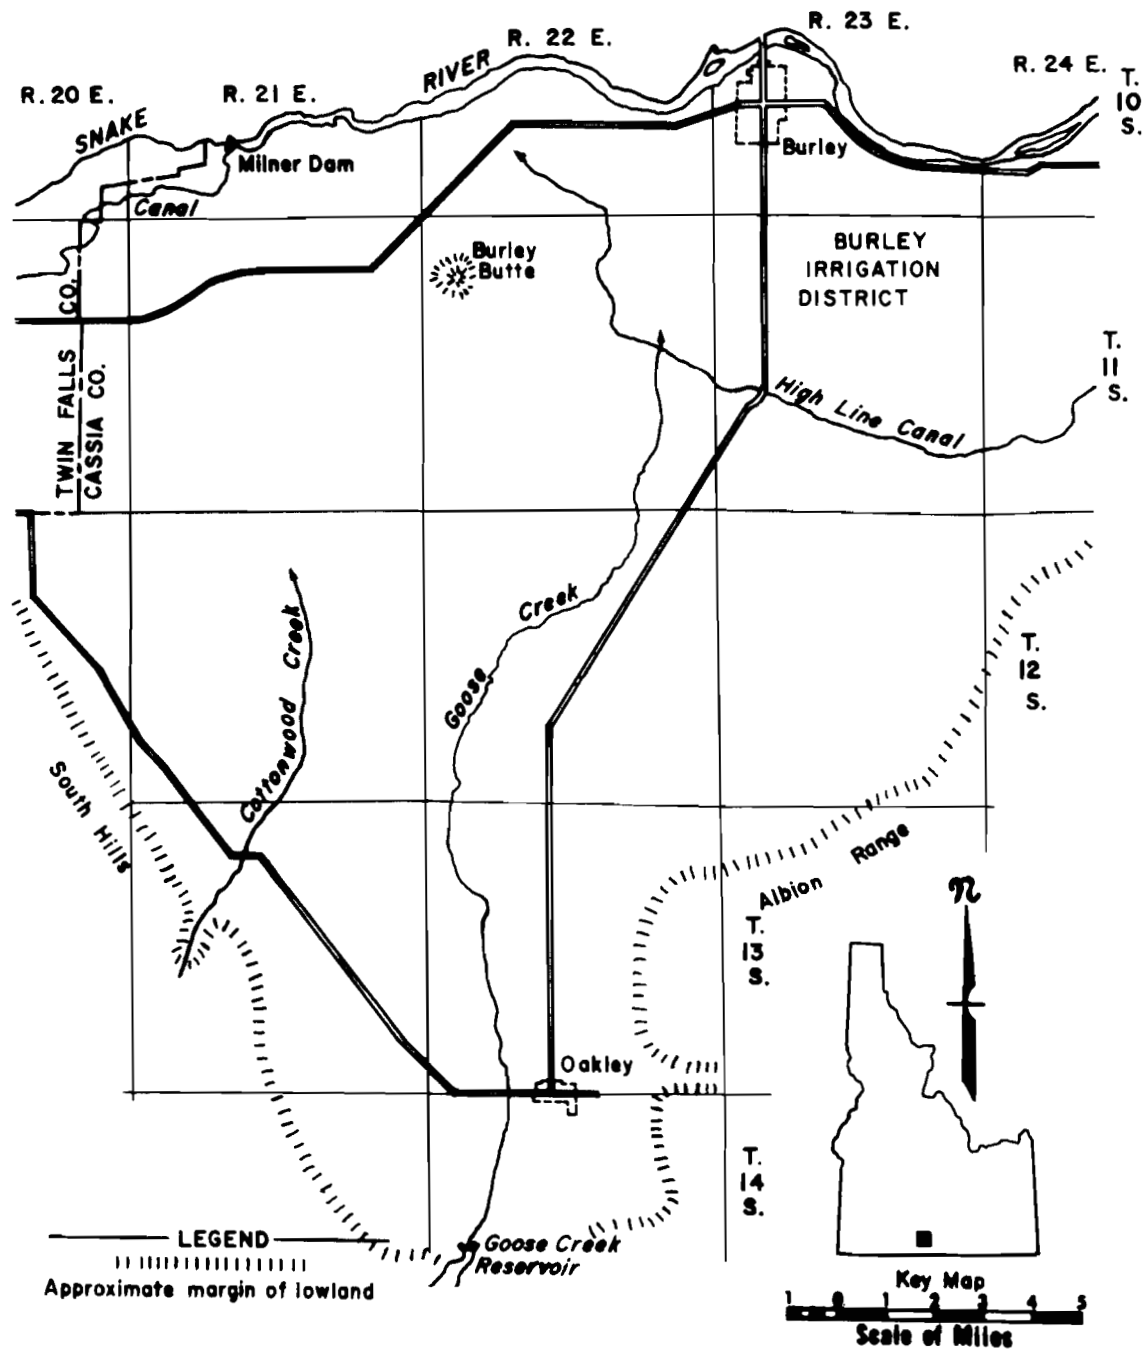 R. 20 E.
R. 21 E.
R. 22 E.
R. 23 E.
R. 24 E.
T.
10
S.
SNAKE
RIVER
Milner Dam
Canal
Burley
Burley
Butte
BURLEY
IRRIGATION
DISTRICT
T.
11
S.
TWIN FALLS CO.
CASSIA CO.
High Line Canal
Cottonwood Creek
Goose Creek
T.
12
S.
South Hills
Albion Range
T.
13
S.
Oakley
T.
14
S.
Goose Creek
Reservoir
LEGEND
Approximate margin of lowland
N
Key Map
1 0 1 2 3 4 5
Scale of Miles